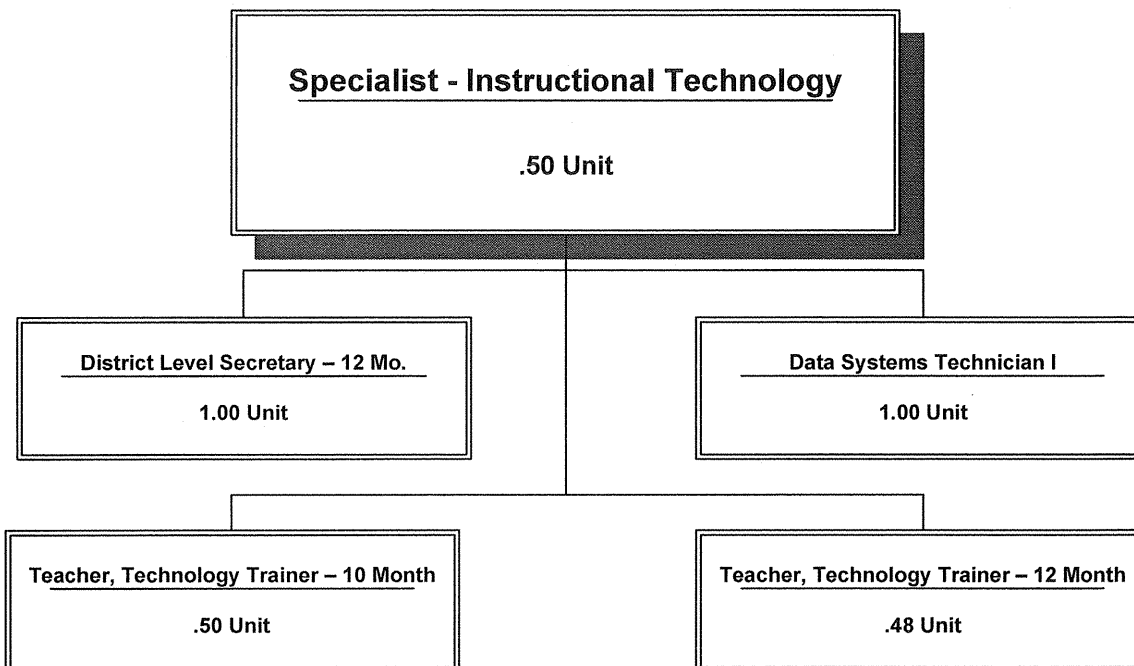 Specialist - Instructional Technology
.50 Unit
District Level Secretary – 12 Mo.
1.00 Unit
Data Systems Technician I
1.00 Unit
Teacher, Technology Trainer – 10 Month
.50 Unit
Teacher, Technology Trainer – 12 Month
.48 Unit